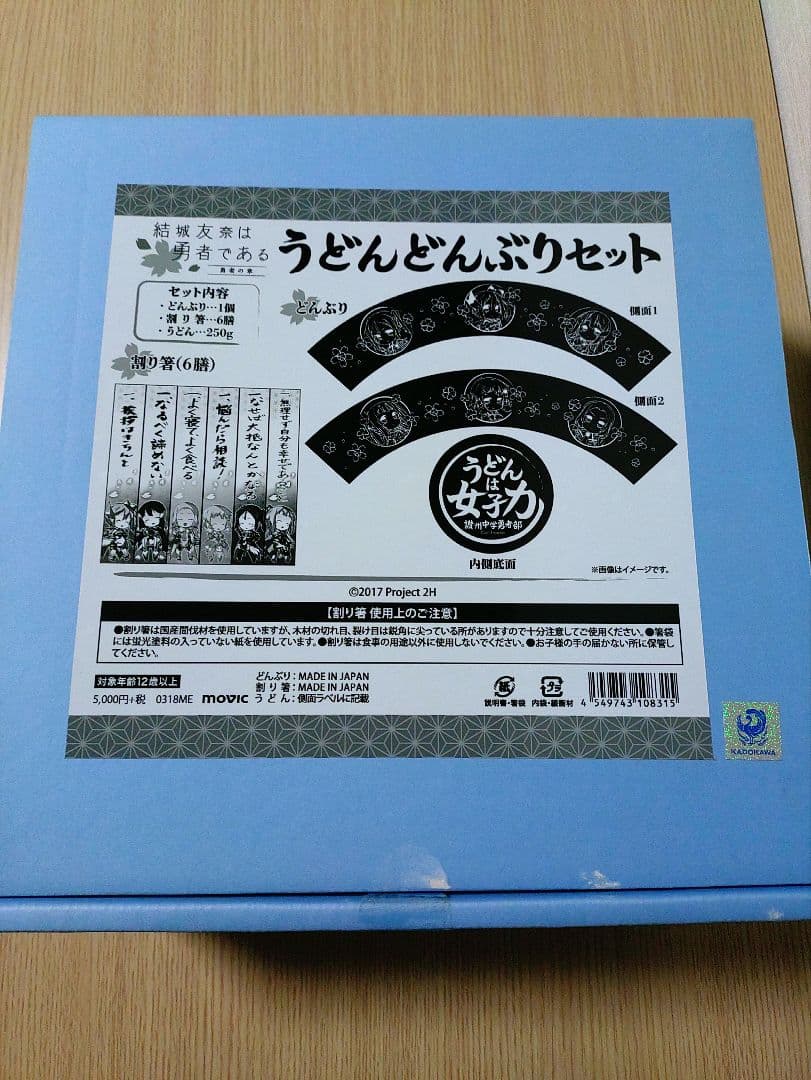 結城友奈は
勇者である
勇者の章
うどんどんぶりセット
セット内容
・どんぶり…1個
・割り箸…6膳
・うどん…250g
どんぶり
側面1
側面2
割り箸(6膳)
一、挨拶はきちんと
一、なるべく諦めない
一、よく寝て、よく食べる
一、悩んだら相談！
一、なせば大抵なんとかなる
一、無理せず自分も幸せであること
うどん
は
女子力
讃州中学勇者部
内側底面
※画像はイメージです。
©2017 Project 2H
【割り箸 使用上のご注意】
●割り箸は国産間伐材を使用していますが、木材の切れ目、裂け目は鋭角に尖っている所がありますので十分注意してご使用ください。●箸袋
には蛍光塗料の入っていない紙を使用しています。●割り箸は食事の用途以外に使用しないでください。●お子様の手の届かない所に保管し
てください。
対象年齢12歳以上
5,000円+税 0318ME movic
どんぶり：MADE IN JAPAN
割り箸：MADE IN JAPAN
うどん：側面ラベルに記載
紙
説明書・箸袋
プラ
内袋・緩衝材
4 549743 108315
KADOKAWA